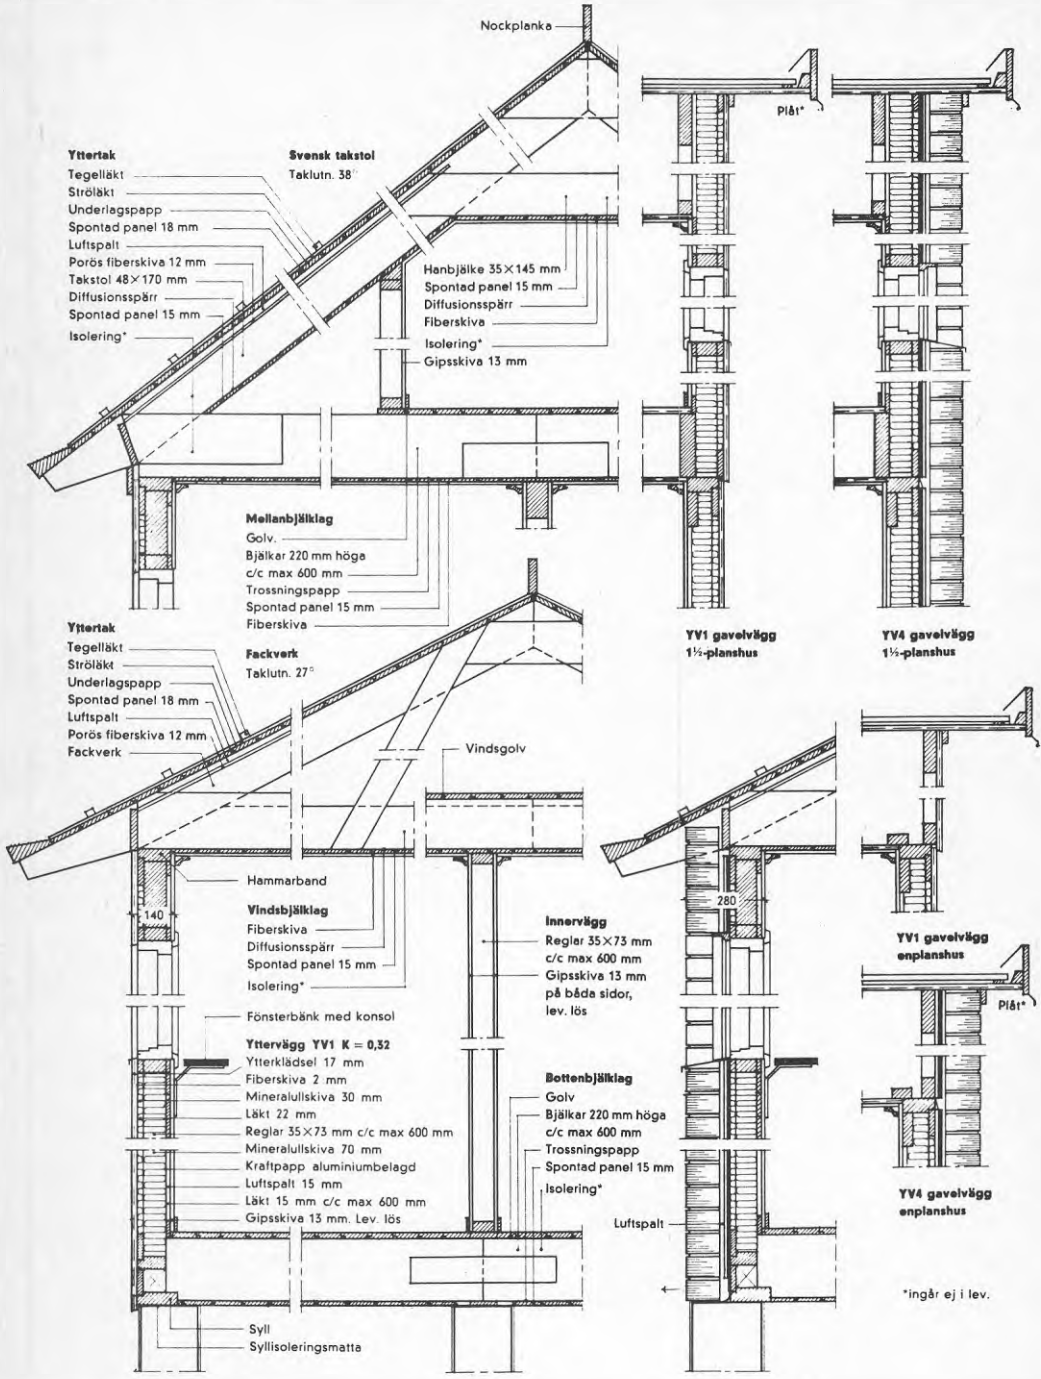 Nockplanka
Plåt*
Yttertak
Tegelläkt
Ströläkt
Underlagspapp
Spontad panel 18 mm
Luftspalt
Porös fiberskiva 12 mm
Takstol 48×170 mm
Diffusionsspärr
Spontad panel 15 mm
Isolering*
Svensk takstol
Taklutn. 38°
Hanbjälke 35×145 mm
Spontad panel 15 mm
Diffusionsspärr
Fiberskiva
Isolering*
Gipsskiva 13 mm
Mellanbjälklag
Golv.
Bjälkar 220 mm höga
c/c max 600 mm
Trossningspapp
Spontad panel 15 mm
Fiberskiva
YV1 gavelvägg
1½-planshus
YV4 gavelvägg
1½-planshus
Yttertak
Tegelläkt
Ströläkt
Underlagspapp
Spontad panel 18 mm
Luftspalt
Porös fiberskiva 12 mm
Fackverk
Fackverk
Taklutn. 27°
Vindsgolv
Hammarband
140
Vindsbjälklag
Fiberskiva
Diffusionsspärr
Spontad panel 15 mm
Isolering*
Fönsterbänk med konsol
Yttervägg YV1 K = 0,32
Ytterklädsel 17 mm
Fiberskiva 2 mm
Mineralullskiva 30 mm
Läkt 22 mm
Reglar 35×73 mm c/c max 600 mm
Mineralullskiva 70 mm
Kraftpapp aluminiumbelagd
Luftspalt 15 mm
Läkt 15 mm c/c max 600 mm
Gipsskiva 13 mm. Lev. lös
Syll
Syllisoleringsmatta
Innervägg
Reglar 35×73 mm
c/c max 600 mm
Gipsskiva 13 mm
på båda sidor,
lev. lös
Bottenbjälklag
Golv
Bjälkar 220 mm höga
c/c max 600 mm
Trossningspapp
Spontad panel 15 mm
Isolering*
280
Luftspalt
YV1 gavelvägg
enplanshus
Plåt*
YV4 gavelvägg
enplanshus
*ingår ej i lev.